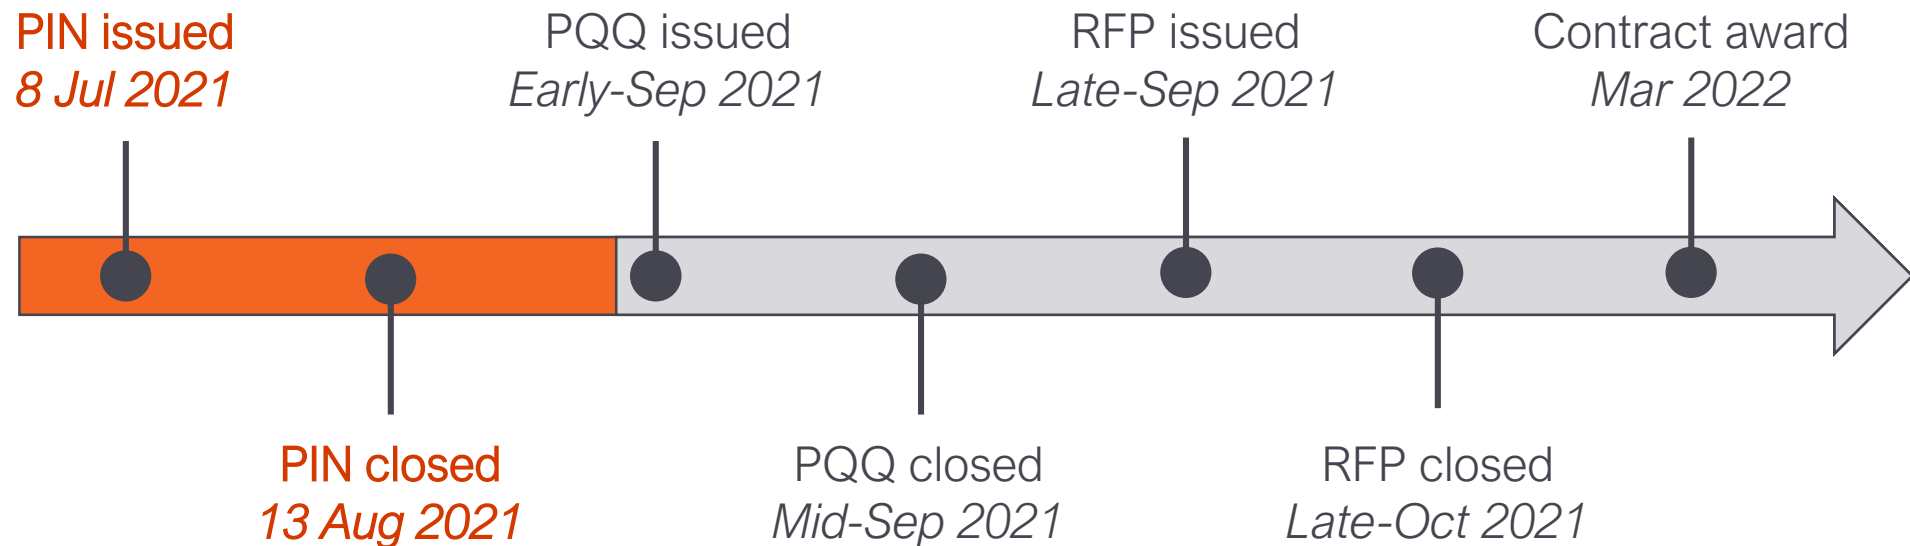 PIN issued
8 Jul 2021
PQQ issued
Early-Sep 2021
RFP issued
Late-Sep 2021
Contract award
Mar 2022
PIN closed
13 Aug 2021
PQQ closed
Mid-Sep 2021
RFP closed
Late-Oct 2021